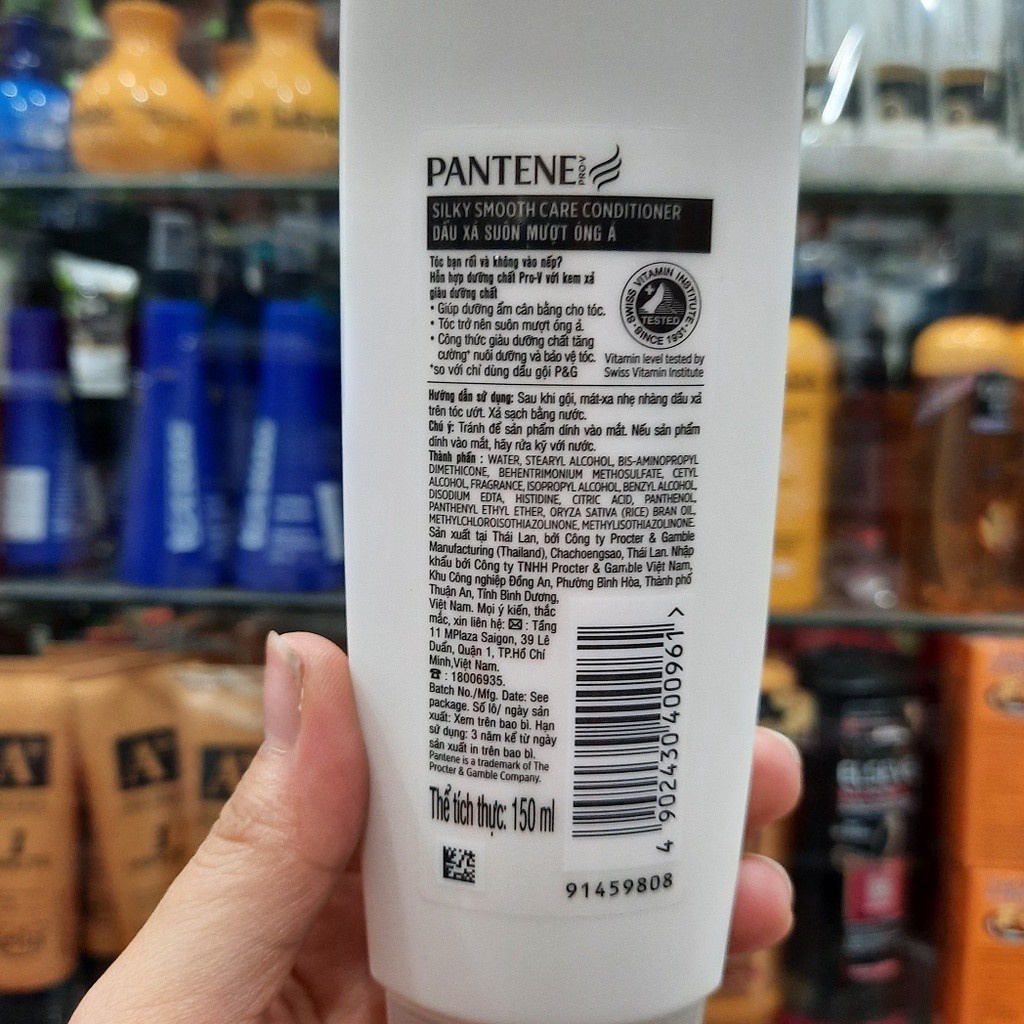 PANTENE PRO-V
SILKY SMOOTH CARE CONDITIONER
DẦU XẢ SUÔN MƯỢT ÓNG Ả
Tóc bạn rối và không vào nếp?
Hỗn hợp dưỡng chất Pro-V với kem xả
giàu dưỡng chất
• Giúp dưỡng ẩm cân bằng cho tóc.
• Tóc trở nên suôn mượt óng ả.
• Công thức giàu dưỡng chất tăng
cường* nuôi dưỡng và bảo vệ tóc.
*so với chỉ dùng dầu gội P&G
SWISS VITAMIN INSTITUTE
TESTED
SINCE 1931
Vitamin level tested by
Swiss Vitamin Institute
Hướng dẫn sử dụng: Sau khi gội, mát-xa nhẹ nhàng dầu xả
trên tóc ướt. Xả sạch bằng nước.
Chú ý: Tránh để sản phẩm dính vào mắt. Nếu sản phẩm
dính vào mắt, hãy rửa kỹ với nước.
Thành phần : WATER, STEARYL ALCOHOL, BIS-AMINOPROPYL
DIMETHICONE, BEHENTRIMONIUM METHOSULFATE, CETYL
ALCOHOL, FRAGRANCE, ISOPROPYL ALCOHOL, BENZYL ALCOHOL,
DISODIUM EDTA, HISTIDINE, CITRIC ACID, PANTHENOL,
PANTHENYL ETHYL ETHER, ORYZA SATIVA (RICE) BRAN OIL,
METHYLCHLOROISOTHIAZOLINONE, METHYLISOTHIAZOLINONE.
Sản xuất tại Thái Lan, bởi Công ty Procter & Gamble
Manufacturing (Thailand), Chachoengsao, Thái Lan. Nhập
khẩu bởi Công ty TNHH Procter & Gamble Việt Nam,
Khu Công nghiệp Đồng An, Phường Bình Hòa, Thành phố
Thuận An, Tỉnh Bình Dương,
Việt Nam. Mọi ý kiến, thắc
mắc, xin liên hệ: ✉ : Tầng
11 MPlaza Saigon, 39 Lê
Duẩn, Quận 1, TP.Hồ Chí
Minh,Việt Nam.
☎ : 18006935.
Batch No./Mfg. Date: See
package. Số lô/ ngày sản
xuất: Xem trên bao bì. Hạn
sử dụng: 3 năm kể từ ngày
sản xuất in trên bao bì.
Pantene is a trademark of The
Procter & Gamble Company.
Thể tích thực: 150 ml
4 902430 400961 >
91459808